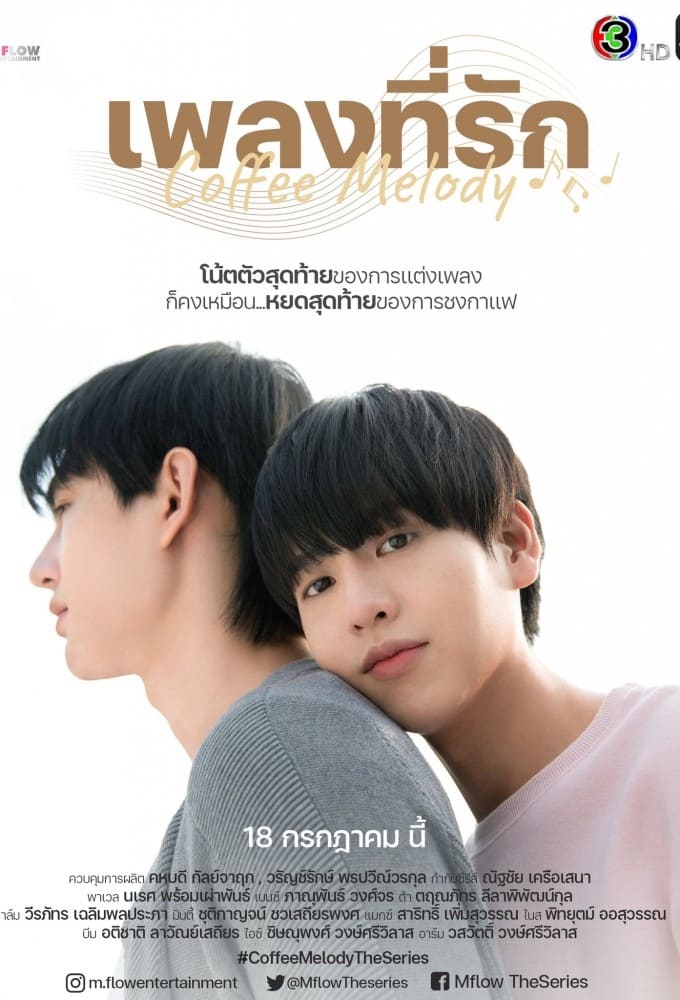 FLOW
3 HD
เพลงที่รัก
Coffee Melody
โน้ตตัวสุดท้ายของการแต่งเพลง
ก็คงเหมือน...หยดสุดท้ายของการชงกาแฟ
18 กรกฎาคม นี้
ควบคุมการผลิต คหบดี กัลย์จาฤก , วรัญช์รักษ์ พรปวีณ์วรกุล กำกับซีรีส์ ณัฐชัย เครือเสนา
พาเวล นเรศ พร้อมเผ่าพันธ์ เบนซ์ ภาณุพันธ์ วงศ์จร ต้า ตฤณภัทร ลีลาพิพัฒน์กุล
าล์ม วีรภัทร เฉลิมพลประภา มินตี้ ชุติกาญจน์ ชวเสถียรพงศ แมกซ์ สาริทธิ์ เพิ่มสุวรรณ ไนล พิทยุตม์ ออสุวรรณ
บีม อติชาติ ลาวัณย์เสถียร ไอซ์ ชิษณุพงศ์ วงษ์ศรีวิลาส อาร์ม วสวัตติ์ วงษ์ศรีวิลาส
#CoffeeMelodyTheSeries
m.flowentertainment @MflowTheseries Mflow TheSeries